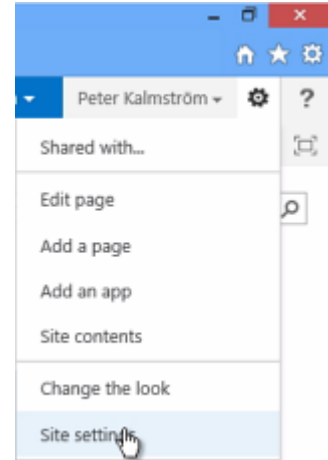 Peter Kalmström
?
Shared with...
Edit page
Add a page
Add an app
Site contents
Change the look
Site settings